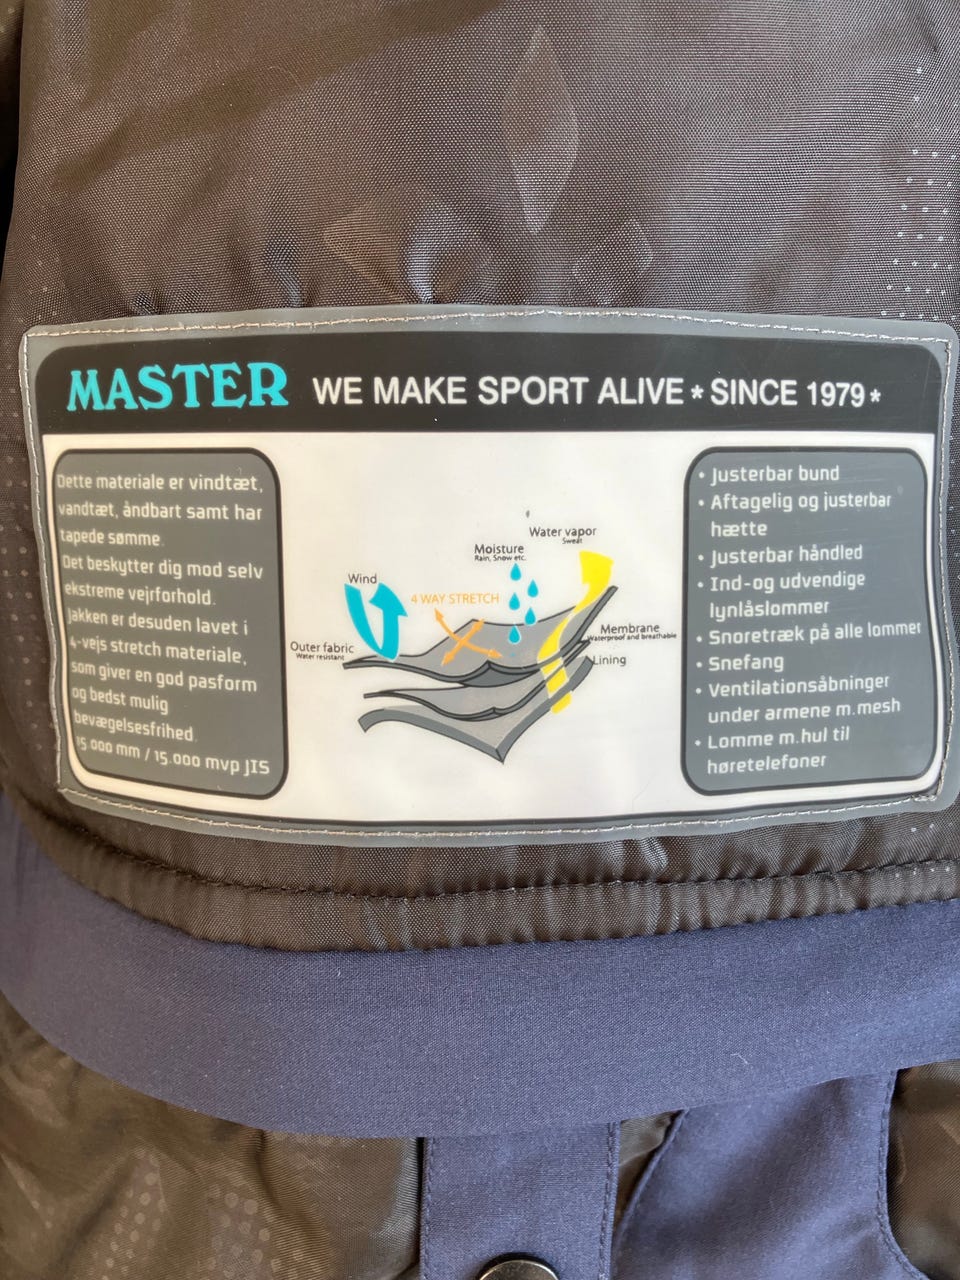 MASTER WE MAKE SPORT ALIVE * SINCE 1979 *
Dette materiale er vindtæt,
vandtæt, åndbart samt har
tapede sømme.
Det beskytter dig mod selv
ekstreme vejrforhold.
Jakken er desuden lavet i
4-vejs stretch materiale,
som giver en god pasform
og bedst mulig
bevægelsesfrihed.
15 000 mm / 15.000 mvp JIS
Water vapor
Sweat
Moisture
Rain, Snow etc.
Wind
4 WAY STRETCH
Outer fabric
Water resistant
Membrane
Waterproof and breathable
Lining
• Justerbar bund
• Aftagelig og justerbar
hætte
• Justerbar håndled
• Ind-og udvendige
lynlåslommer
• Snoretræk på alle lommer
• Snefang
• Ventilationsåbninger
under armene m.mesh
• Lomme m.hul til
høretelefoner